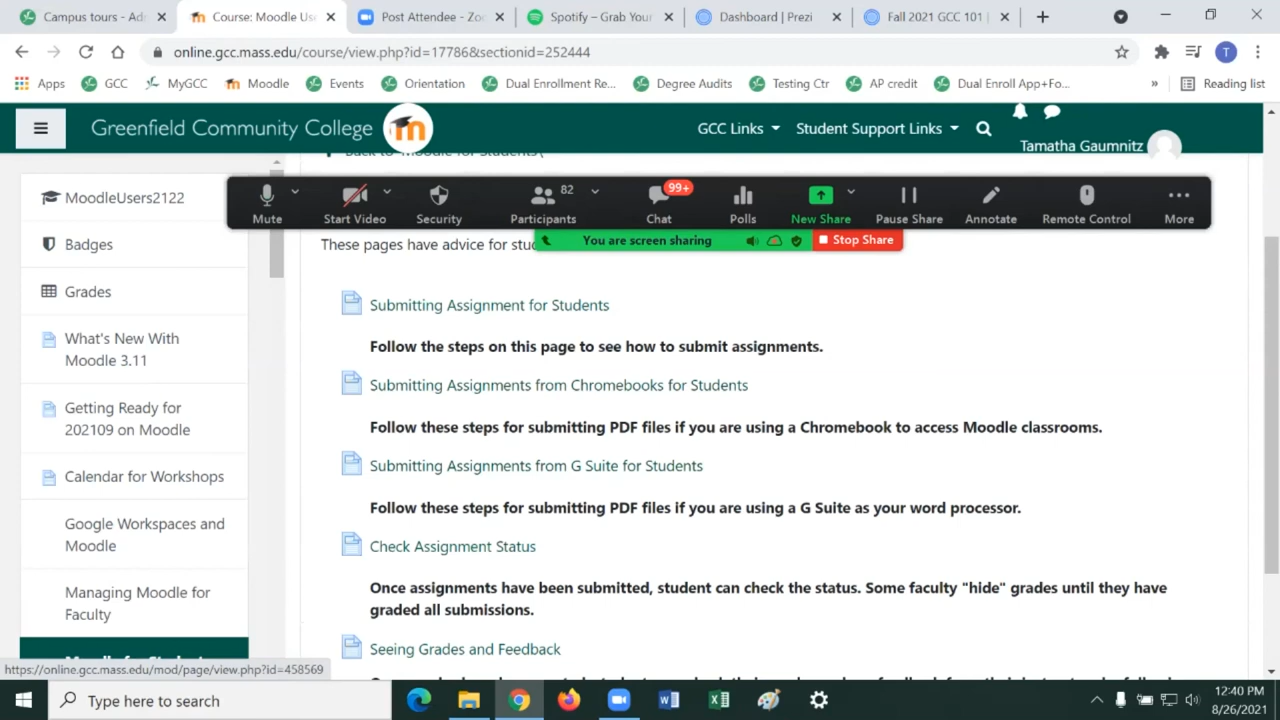 Campus tours - Ad
Course: Moodle Us
Post Attendee - Zo
Spotify – Grab You
Dashboard | Prezi
Fall 2021 GCC 101 |
online.gcc.mass.edu/course/view.php?id=17786&sectionid=252444
T
Apps
GCC
MyGCC
Moodle
Events
Orientation
Dual Enrollment Re...
Degree Audits
Testing Ctr
AP credit
Dual Enroll App+Fo...
»
Reading list
Greenfield Community College
GCC Links
Student Support Links
Tamatha Gaumnitz
Back to 'Moodle for Students'
Mute
Start Video
Security
Participants
82
Chat
99+
Polls
New Share
Pause Share
Annotate
Remote Control
More
You are screen sharing
Stop Share
MoodleUsers2122
Badges
Grades
What's New With
Moodle 3.11
Getting Ready for
202109 on Moodle
Calendar for Workshops
Google Workspaces and
Moodle
Managing Moodle for
Faculty
These pages have advice for stu
Submitting Assignment for Students
Follow the steps on this page to see how to submit assignments.
Submitting Assignments from Chromebooks for Students
Follow these steps for submitting PDF files if you are using a Chromebook to access Moodle classrooms.
Submitting Assignments from G Suite for Students
Follow these steps for submitting PDF files if you are using a G Suite as your word processor.
Check Assignment Status
Once assignments have been submitted, student can check the status. Some faculty "hide" grades until they have
graded all submissions.
Seeing Grades and Feedback
https://online.gcc.mass.edu/mod/page/view.php?id=458569
Type here to search
12:40 PM
8/26/2021